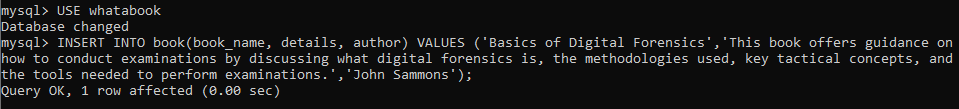 mysql> USE whatabook
Database changed
mysql> INSERT INTO book(book_name, details, author) VALUES ('Basics of Digital Forensics','This book offers guidance on
how to conduct examinations by discussing what digital forensics is, the methodologies used, key tactical concepts, and
the tools needed to perform examinations.','John Sammons');
Query OK, 1 row affected (0.00 sec)